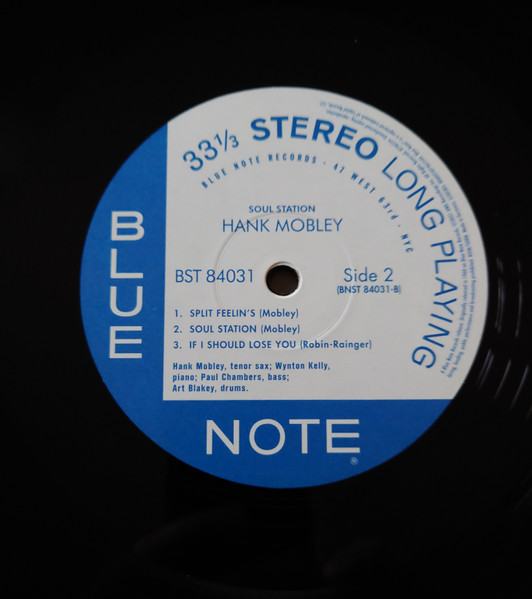 33⅓ STEREO LONG PLAYING
BLUE NOTE RECORDS · 47 WEST 63rd · NYC
SOUL STATION
HANK MOBLEY
BST 84031
Side 2
(BNST 84031-B)
1. SPLIT FEELIN'S (Mobley)
2. SOUL STATION (Mobley)
3. IF I SHOULD LOSE YOU (Robin-Rainger)
Hank Mobley, tenor sax; Wynton Kelly,
piano; Paul Chambers, bass;
Art Blakey, drums.
BLUE
NOTE
®